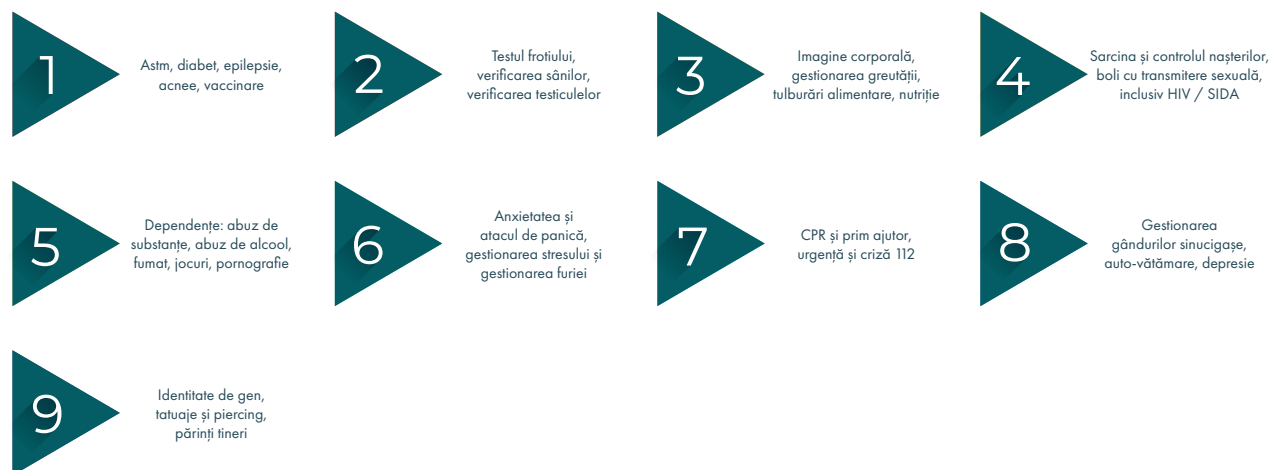 1
Astm, diabet, epilepsie,
acnee, vaccinare
2
Testul frotiului,
verificarea sânilor,
verificarea testiculelor
3
Imagine corporală,
gestionarea greutății,
tulburări alimentare, nutriție
4
Sarcina și controlul nașterilor,
boli cu transmitere sexuală,
inclusiv HIV / SIDA
5
Dependențe: abuz de
substanțe, abuz de alcool,
fumat, jocuri, pornografie
6
Anxietatea și
atacul de panică,
gestionarea stresului și
gestionarea furiei
7
CPR și prim ajutor,
urgență și criză 112
8
Gestionarea
gândurilor sinucigașe,
auto-vătămare, depresie
9
Identitate de gen,
tatuaje și piercing,
părinți tineri